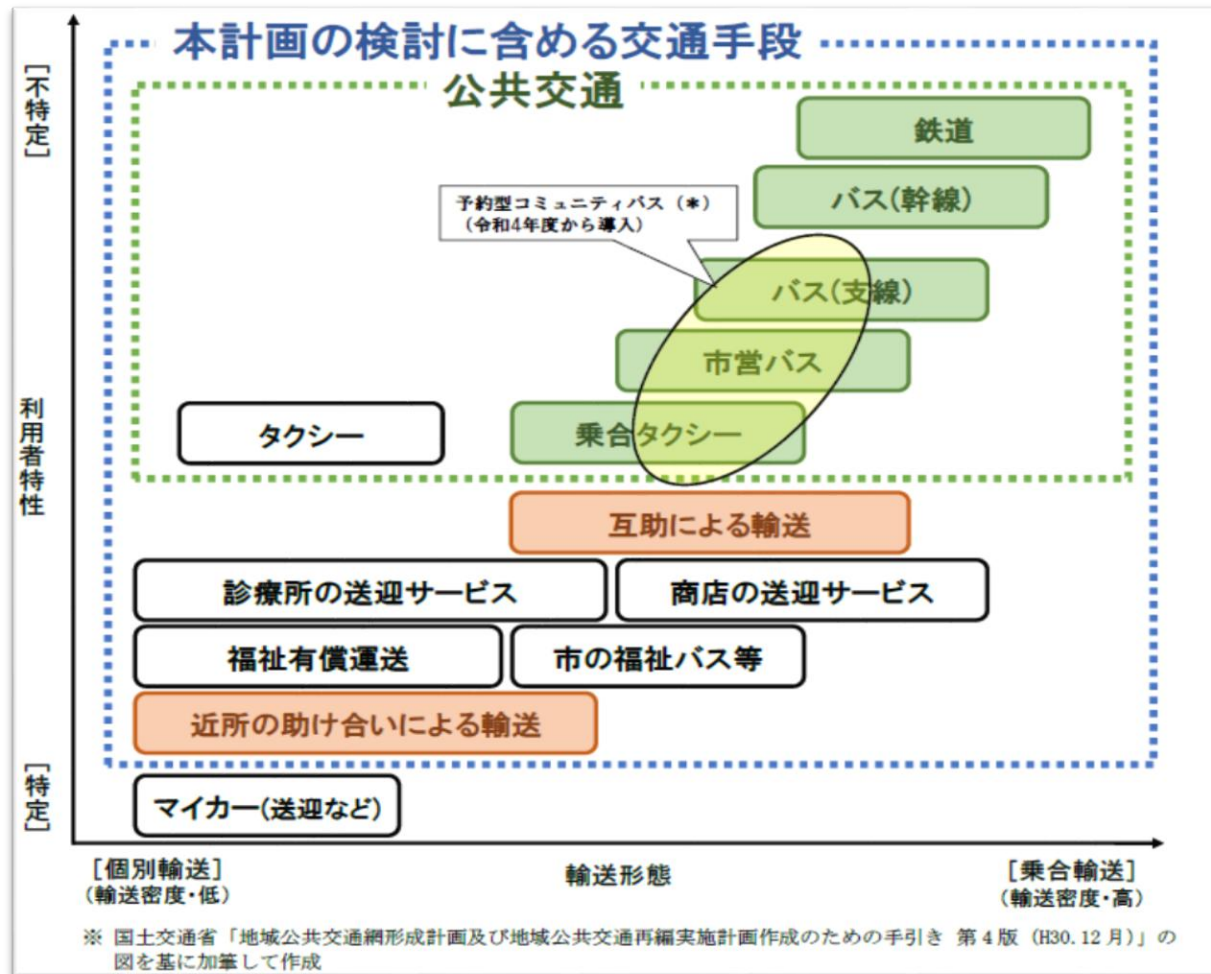 本計画の検討に含める交通手段
公共交通
[不特定]
鉄道
バス(幹線)
予約型コミュニティバス（＊）
（令和4年度から導入）
バス(支線)
市営バス
利用者特性
タクシー
乗合タクシー
互助による輸送
診療所の送迎サービス
商店の送迎サービス
福祉有償運送
市の福祉バス等
近所の助け合いによる輸送
[特定]
マイカー(送迎など)
[個別輸送]
(輸送密度・低)
輸送形態
[乗合輸送]
(輸送密度・高)
※ 国土交通省「地域公共交通網形成計画及び地域公共交通再編実施計画作成のための手引き 第4版（H30.12月）」の
図を基に加筆して作成